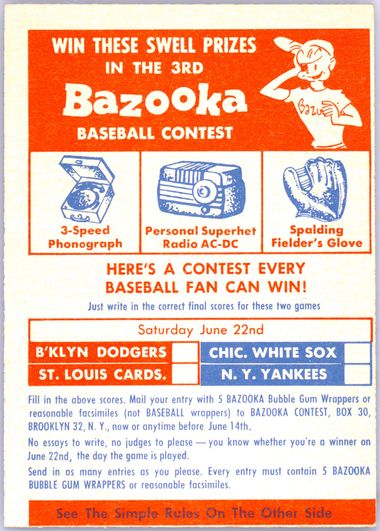 WIN THESE SWELL PRIZES
IN THE 3RD
Bazooka
BASEBALL CONTEST
Bazoo
3-Speed
Phonograph
Personal Superhet
Radio AC-DC
Spalding
Fielder's Glove
HERE'S A CONTEST EVERY
BASEBALL FAN CAN WIN!
Just write in the correct final scores for these two games
Saturday June 22nd
B'KLYN DODGERS
CHIC. WHITE SOX
ST. LOUIS CARDS.
N. Y. YANKEES
Fill in the above scores. Mail your entry with 5 BAZOOKA Bubble Gum Wrappers or
reasonable facsimiles (not BASEBALL wrappers) to BAZOOKA CONTEST, BOX 30,
BROOKLYN 32, N. Y., now or anytime before June 14th.
No essays to write, no judges to please — you know whether you're a winner on
June 22nd, the day the game is played.
Send in as many entries as you please. Every entry must contain 5 BAZOOKA
BUBBLE GUM WRAPPERS or reasonable facsimiles.
See The Simple Rules On The Other Side